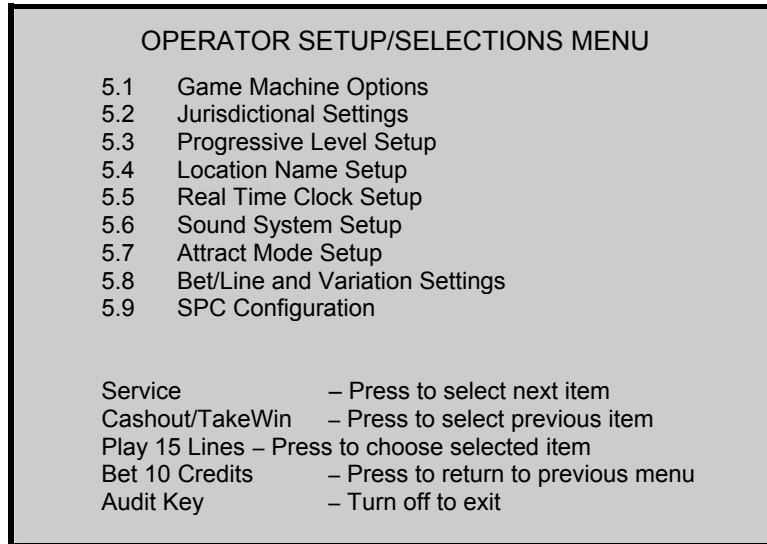 OPERATOR SETUP/SELECTIONS MENU
5.1 Game Machine Options
5.2 Jurisdictional Settings
5.3 Progressive Level Setup
5.4 Location Name Setup
5.5 Real Time Clock Setup
5.6 Sound System Setup
5.7 Attract Mode Setup
5.8 Bet/Line and Variation Settings
5.9 SPC Configuration
Service – Press to select next item
Cashout/TakeWin – Press to select previous item
Play 15 Lines – Press to choose selected item
Bet 10 Credits – Press to return to previous menu
Audit Key – Turn off to exit